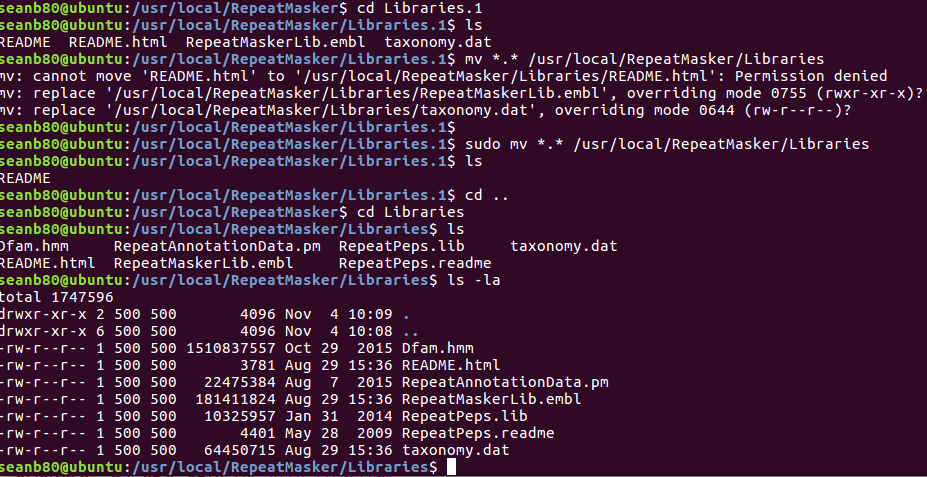 seanb80@ubuntu:/usr/local/RepeatMasker$ cd Libraries.1
seanb80@ubuntu:/usr/local/RepeatMasker/Libraries.1$ ls
README  README.html  RepeatMaskerLib.embl  taxonomy.dat
seanb80@ubuntu:/usr/local/RepeatMasker/Libraries.1$ mv *.* /usr/local/RepeatMasker/Libraries
mv: cannot move 'README.html' to '/usr/local/RepeatMasker/Libraries/README.html': Permission denied
mv: replace '/usr/local/RepeatMasker/Libraries/RepeatMaskerLib.embl', overriding mode 0755 (rwxr-xr-x)?
mv: replace '/usr/local/RepeatMasker/Libraries/taxonomy.dat', overriding mode 0644 (rw-r--r--)?
seanb80@ubuntu:/usr/local/RepeatMasker/Libraries.1$
seanb80@ubuntu:/usr/local/RepeatMasker/Libraries.1$ sudo mv *.* /usr/local/RepeatMasker/Libraries
seanb80@ubuntu:/usr/local/RepeatMasker/Libraries.1$ ls
README
seanb80@ubuntu:/usr/local/RepeatMasker/Libraries.1$ cd ..
seanb80@ubuntu:/usr/local/RepeatMasker$ cd Libraries
seanb80@ubuntu:/usr/local/RepeatMasker/Libraries$ ls
Dfam.hmm     RepeatAnnotationData.pm  RepeatPeps.lib     taxonomy.dat
README.html  RepeatMaskerLib.embl     RepeatPeps.readme
seanb80@ubuntu:/usr/local/RepeatMasker/Libraries$ ls -la
total 1747596
drwxr-xr-x 2 500 500       4096 Nov  4 10:09 .
drwxr-xr-x 6 500 500       4096 Nov  4 10:08 ..
-rw-r--r-- 1 500 500 1510837557 Oct 29  2015 Dfam.hmm
-rw-r--r-- 1 500 500       3781 Aug 29 15:36 README.html
-rw-r--r-- 1 500 500   22475384 Aug  7  2015 RepeatAnnotationData.pm
-rw-r--r-- 1 500 500  181411824 Aug 29 15:36 RepeatMaskerLib.embl
-rw-r--r-- 1 500 500   10325957 Jan 31  2014 RepeatPeps.lib
-rw-r--r-- 1 500 500       4401 May 28  2009 RepeatPeps.readme
-rw-r--r-- 1 500 500   64450715 Aug 29 15:36 taxonomy.dat
seanb80@ubuntu:/usr/local/RepeatMasker/Libraries$